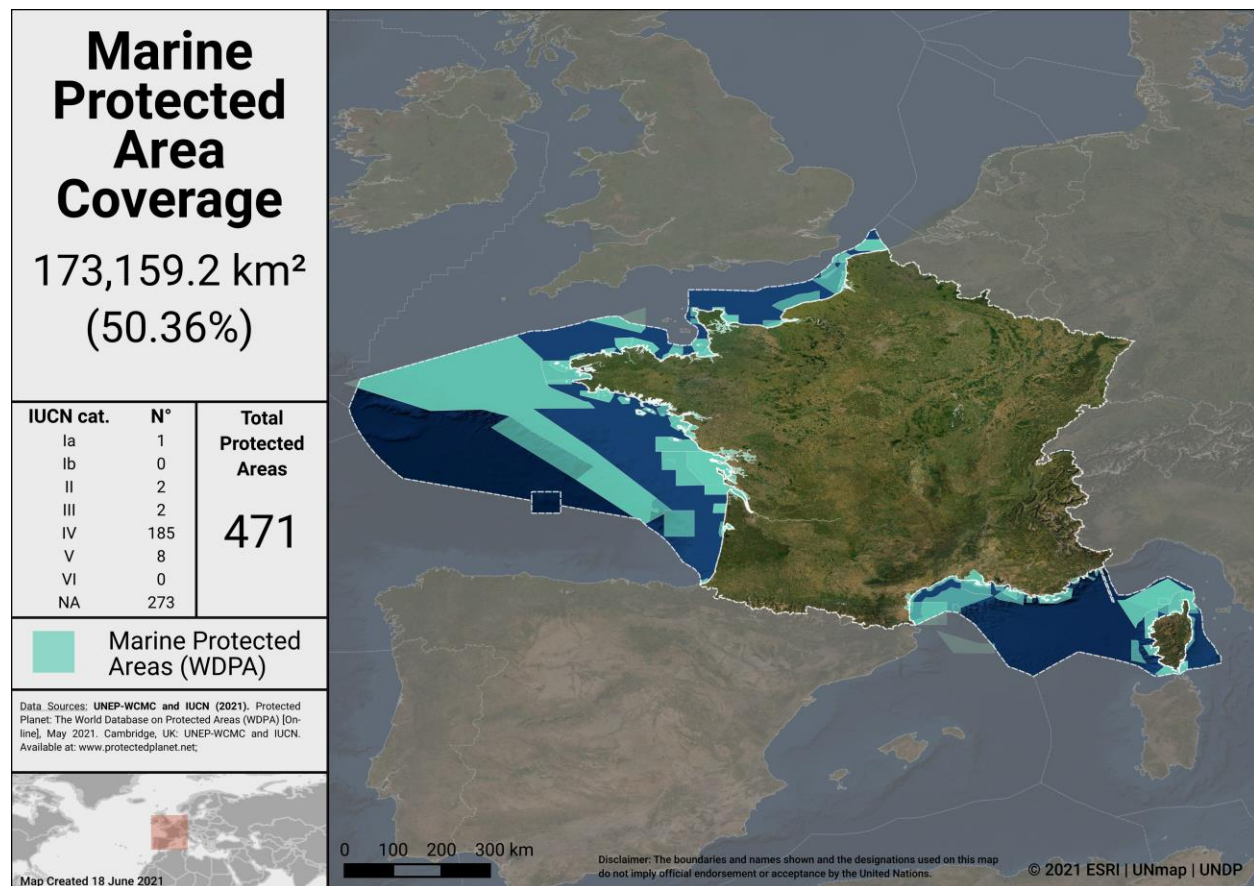 Marine
Protected
Area
Coverage
173,159.2 km²
(50.36%)
IUCN cat. N°
Ia 1
Ib 0
II 2
III 2
IV 185
V 8
VI 0
NA 273
Total
Protected
Areas
471
Marine Protected
Areas (WDPA)
Data Sources: UNEP-WCMC and IUCN (2021). Protected
Planet: The World Database on Protected Areas (WDPA) [On-
line], May 2021. Cambridge, UK: UNEP-WCMC and IUCN.
Available at: www.protectedplanet.net;
Map Created 18 June 2021
0 100 200 300 km
Disclaimer: The boundaries and names shown and the designations used on this map
do not imply official endorsement or acceptance by the United Nations.
© 2021 ESRI | UNmap | UNDP